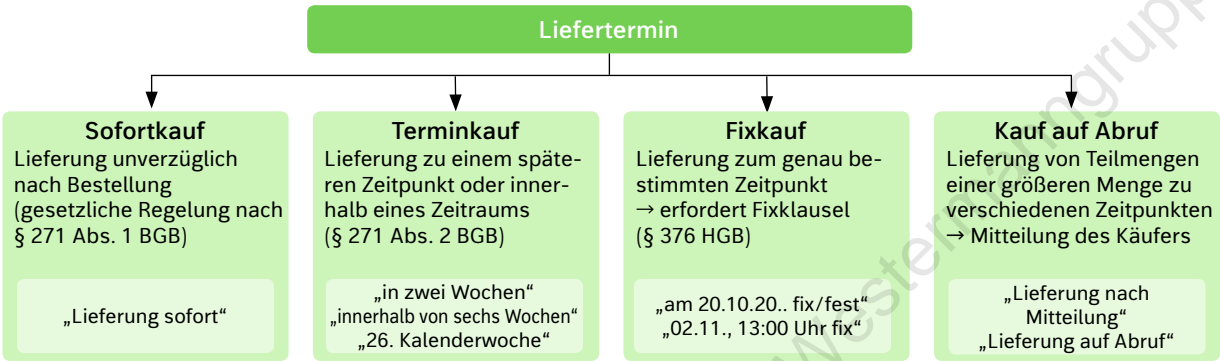 Liefertermin
Sofortkauf
Lieferung unverzüglich
nach Bestellung
(gesetzliche Regelung nach
§ 271 Abs. 1 BGB)
„Lieferung sofort“
Terminkauf
Lieferung zu einem späte-
ren Zeitpunkt oder inner-
halb eines Zeitraums
(§ 271 Abs. 2 BGB)
„in zwei Wochen“
„innerhalb von sechs Wochen“
„26. Kalenderwoche“
Fixkauf
Lieferung zum genau be-
stimmten Zeitpunkt
→ erfordert Fixklausel
(§ 376 HGB)
„am 20.10.20.. fix/fest“
„02.11., 13:00 Uhr fix“
Kauf auf Abruf
Lieferung von Teilmengen
einer größeren Menge zu
verschiedenen Zeitpunkten
→ Mitteilung des Käufers
„Lieferung nach
Mitteilung“
„Lieferung auf Abruf“
Westermanngrupp